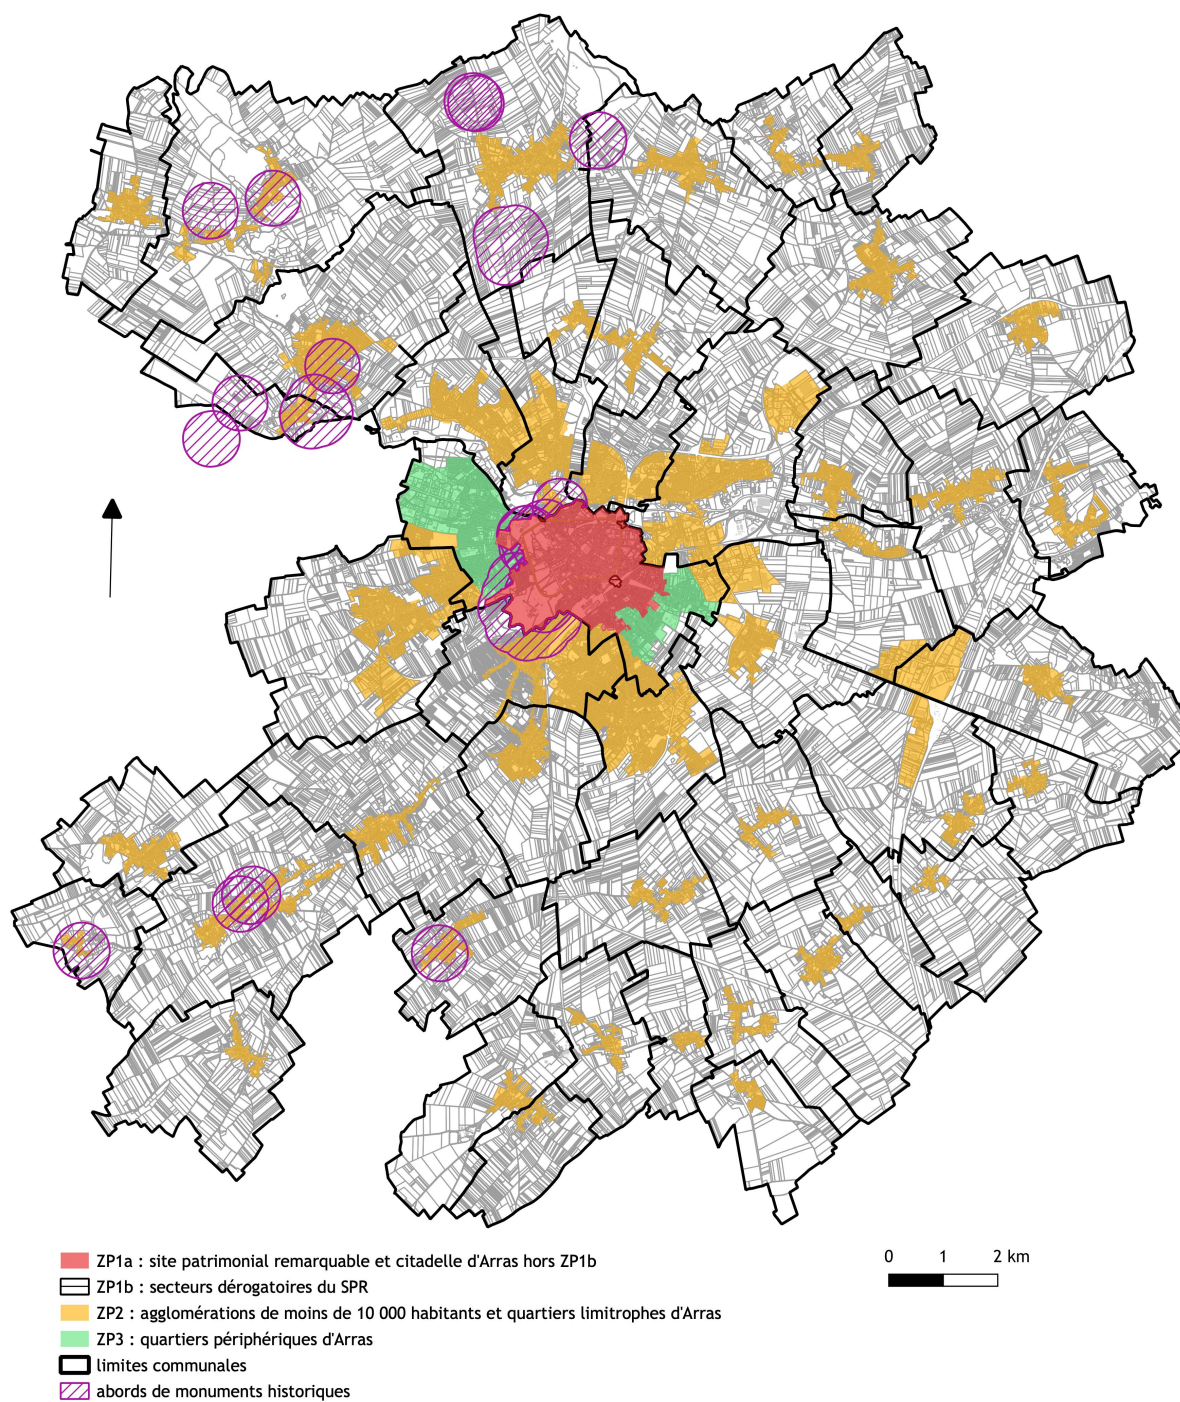 ZP1a : site patrimonial remarquable et citadelle d'Arras hors ZP1b
ZP1b : secteurs dérogatoires du SPR
ZP2 : agglomérations de moins de 10 000 habitants et quartiers limitrophes d'Arras
ZP3 : quartiers périphériques d'Arras
limites communales
abords de monuments historiques
0 1 2 km